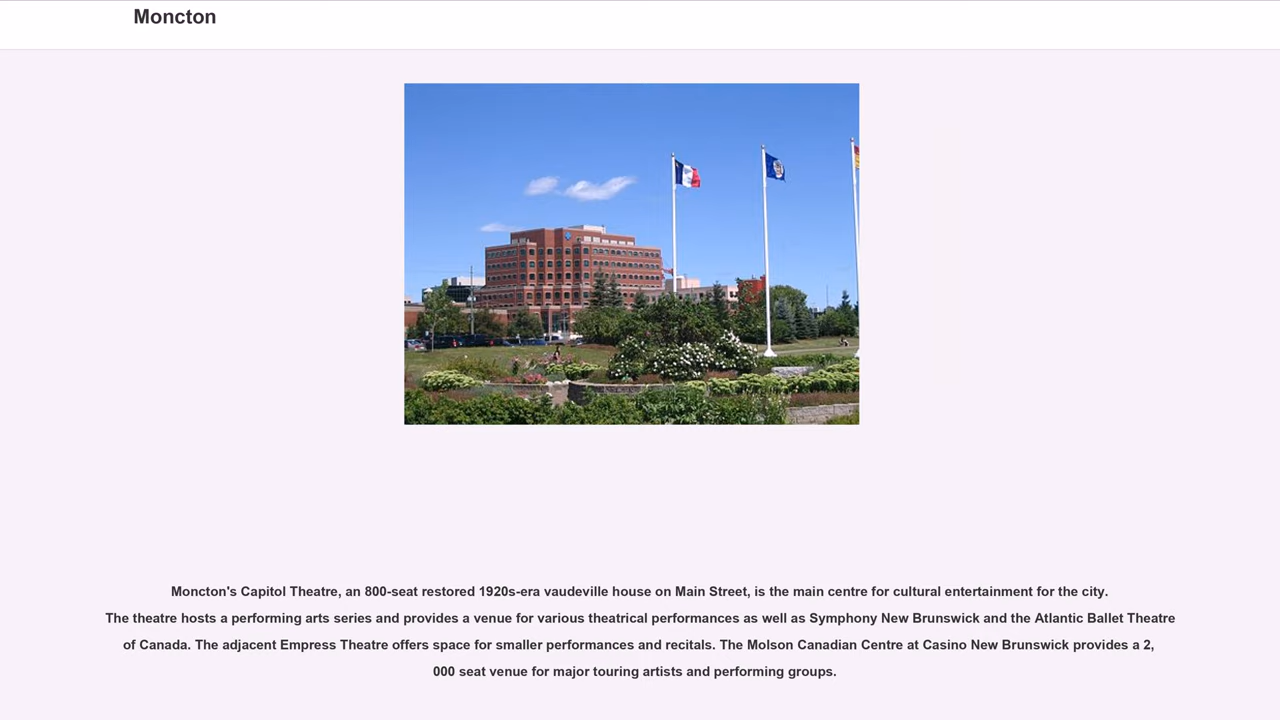 Moncton
Moncton's Capitol Theatre, an 800-seat restored 1920s-era vaudeville house on Main Street, is the main centre for cultural entertainment for the city.
The theatre hosts a performing arts series and provides a venue for various theatrical performances as well as Symphony New Brunswick and the Atlantic Ballet Theatre
of Canada. The adjacent Empress Theatre offers space for smaller performances and recitals. The Molson Canadian Centre at Casino New Brunswick provides a 2,
000 seat venue for major touring artists and performing groups.